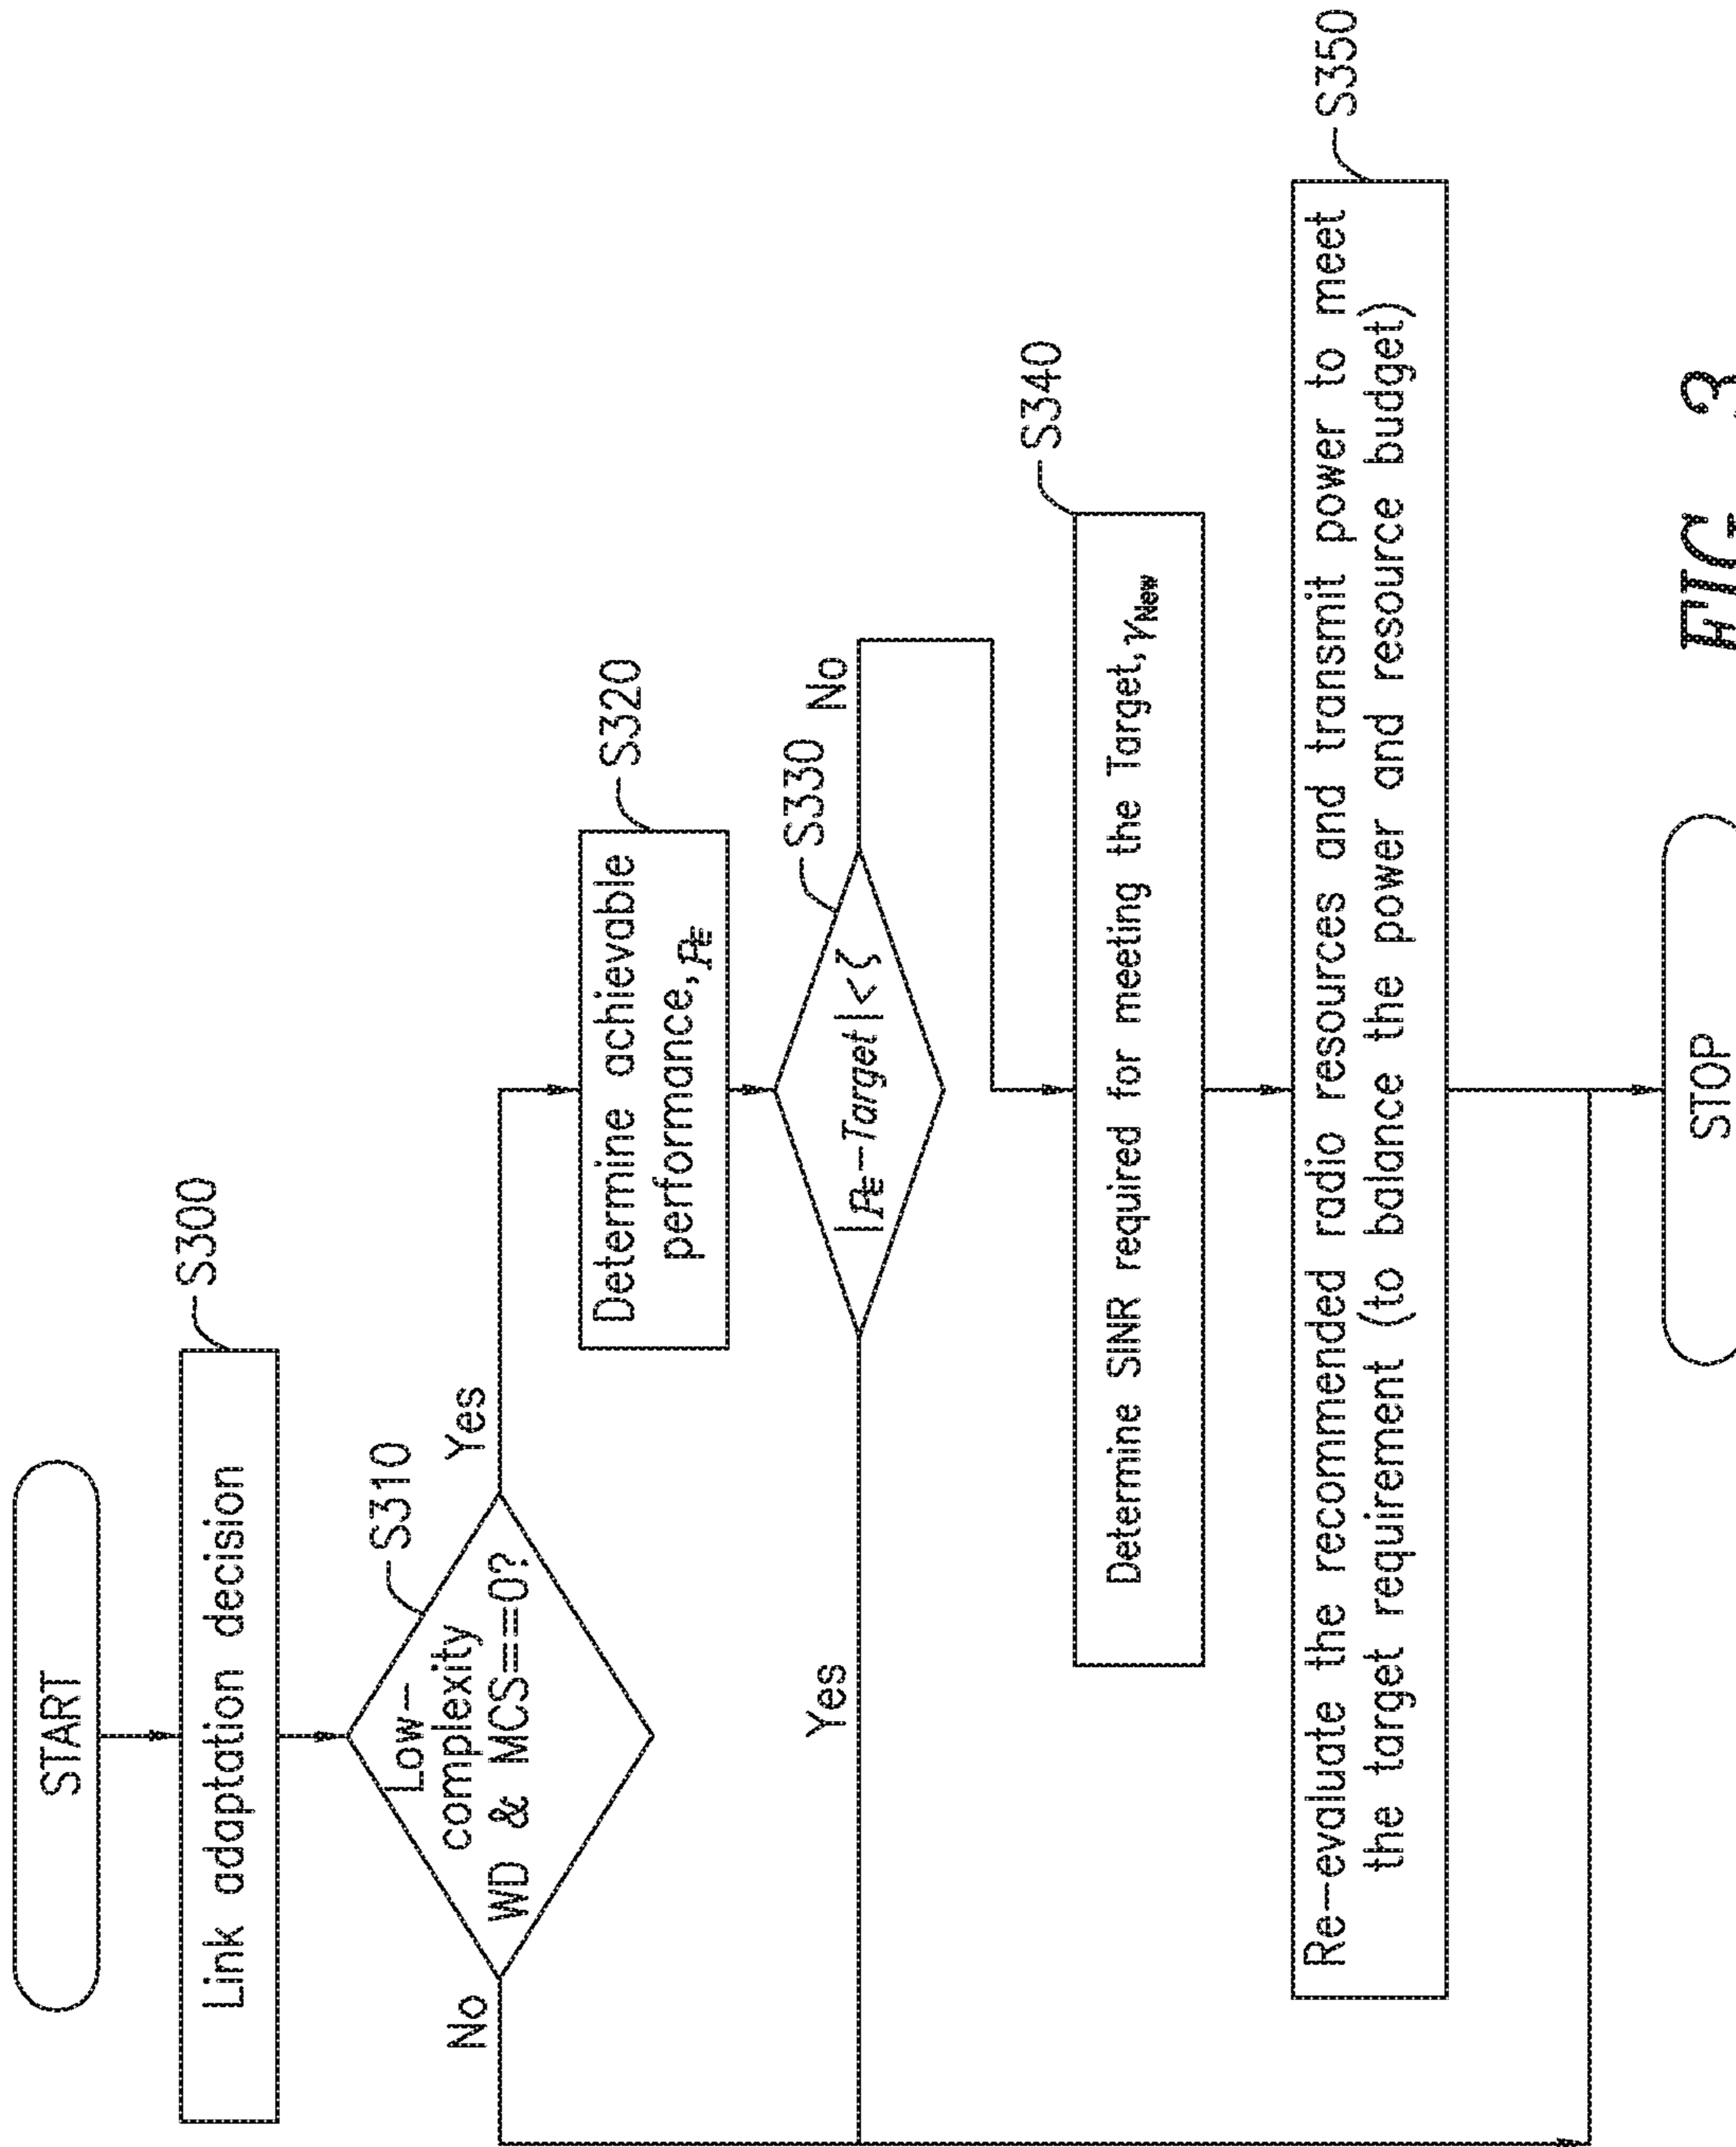 START
Link adaptation decision
S300
Low-
complexity
WD & MCS==0?
S310
No
Yes
Determine achievable
performance, P_E
S320
|P_E-Target|<ζ
S330
Yes
No
Determine SINR required for meeting the Target, γ_New
S340
Re-evaluate the recommended radio resources and transmit power to meet
the target requirement (to balance the power and resource budget)
S350
STOP
FIG. 3